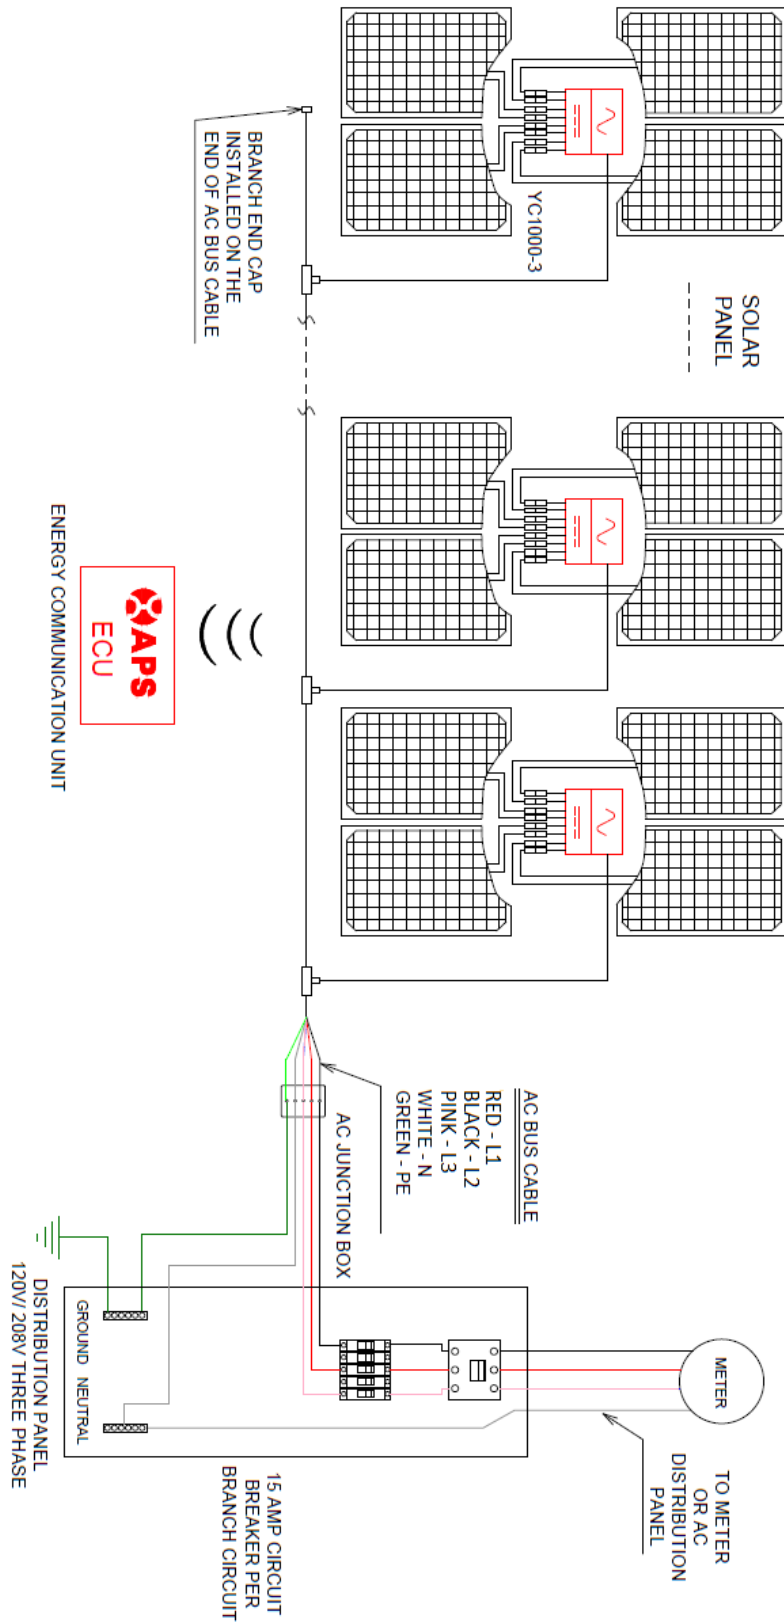 SOLAR
PANEL
YC1000-3
BRANCH END CAP
INSTALLED ON THE
END OF AC BUS CABLE
APS
ECU
ENERGY COMMUNICATION UNIT
AC BUS CABLE
RED - L1
BLACK - L2
PINK - L3
WHITE - N
GREEN - PE
AC JUNCTION BOX
METER
TO METER
OR AC
DISTRIBUTION
PANEL
GROUND
NEUTRAL
DISTRIBUTION PANEL
120V/ 208V THREE PHASE
15 AMP CIRCUIT
BREAKER PER
BRANCH CIRCUIT